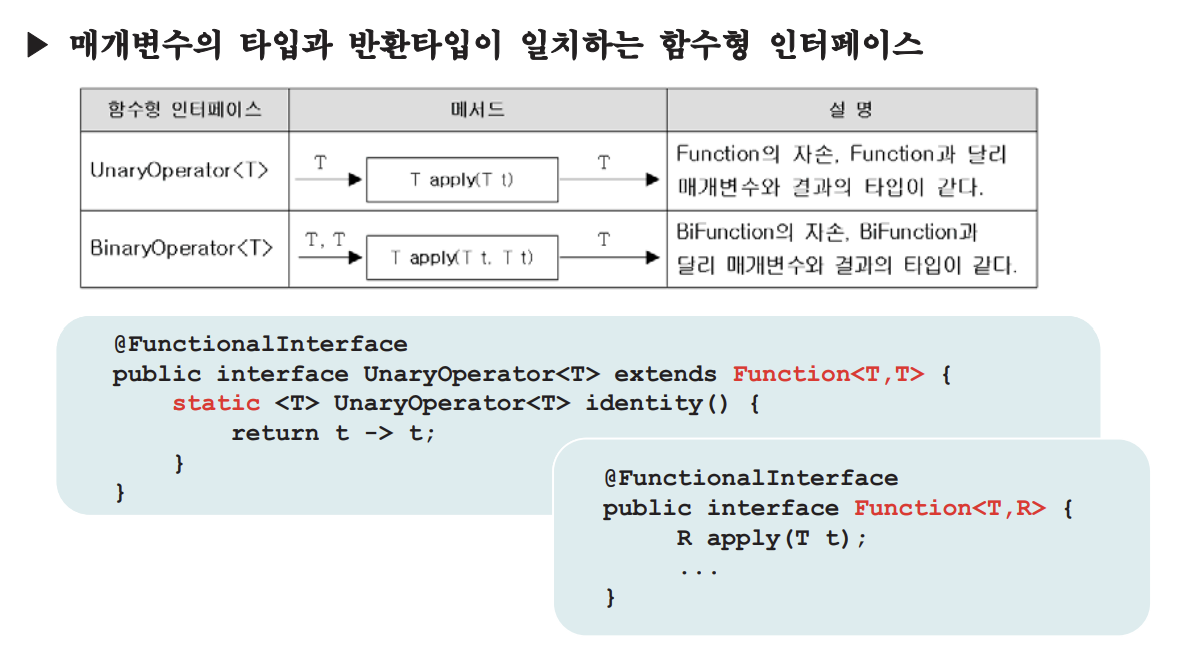 ▶ 매개변수의 타입과 반환타입이 일치하는 함수형 인터페이스
함수형 인터페이스 메서드 설 명
UnaryOperator<T>
T
T apply(T t)
T
Function의 자손, Function과 달리
매개변수와 결과의 타입이 같다.
BinaryOperator<T>
T, T
T apply(T t, T t)
T
BiFunction의 자손, BiFunction과
달리 매개변수와 결과의 타입이 같다.
@FunctionalInterface
public interface UnaryOperator<T> extends Function<T,T> {
static <T> UnaryOperator<T> identity() {
return t -> t;
}
}
@FunctionalInterface
public interface Function<T,R> {
R apply(T t);
...
}